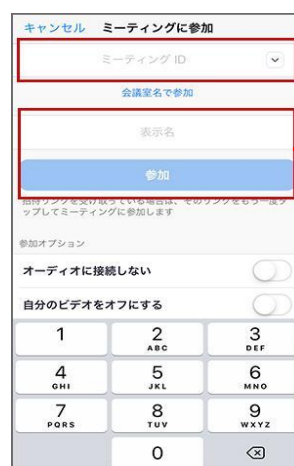 キャンセル ミーティングに参加
ミーティング ID
会議室名で参加
表示名
参加
招待リンクを受け取っている場合は、そのリンクをもう一度タ
ップしてミーティングに参加します
参加オプション
オーディオに接続しない
自分のビデオをオフにする
1 2 3
ABC DEF
4 5 6
GHI JKL MNO
7 8 9
PQRS TUV WXYZ
0